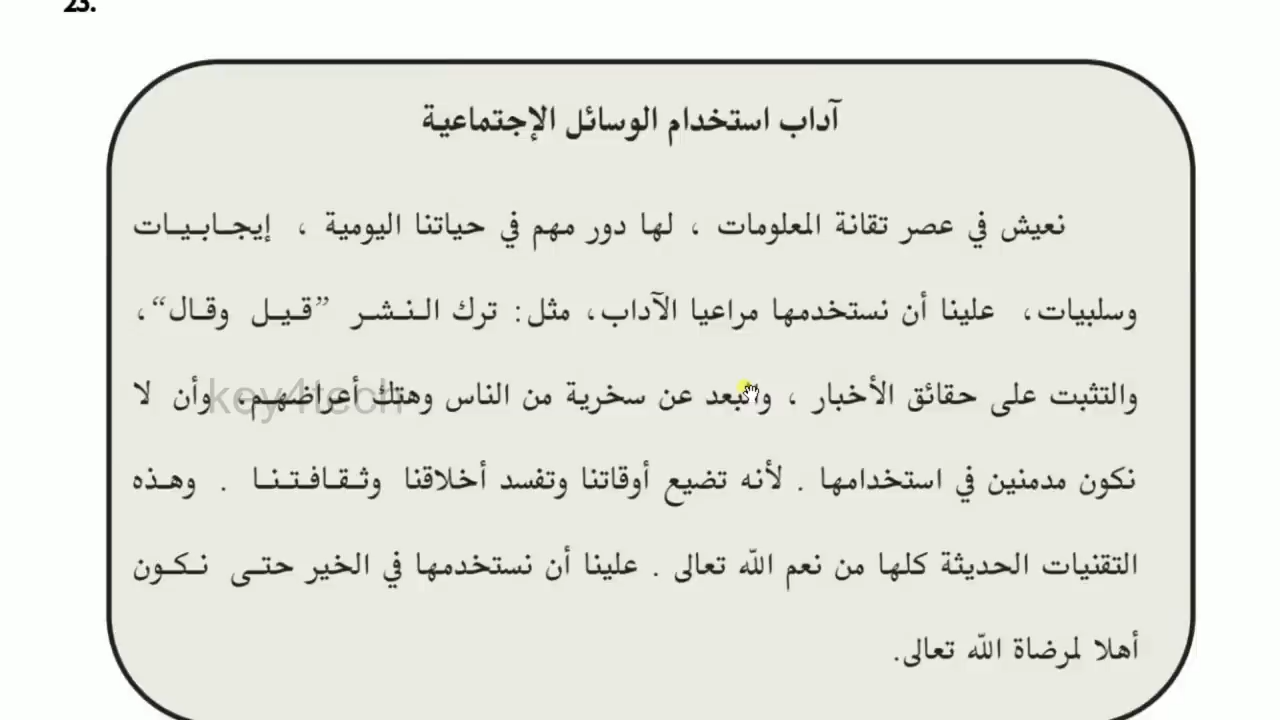 23.
آداب استخدام الوسائل الإجتماعية
نعيش في عصر تقانة المعلومات ، لها دور مهم في حياتنا اليومية ، إيجابيات
وسلبيات، علينا أن نستخدمها مراعيا الآداب، مثل: ترك النشر ”قيل وقال“،
والتثبت على حقائق الأخبار ، والبعد عن سخرية من الناس وهتك أعراضهم، وأن لا
key4tech
نكون مدمنين في استخدامها . لأنه تضيع أوقاتنا وتفسد أخلاقنا وثقافتنا . وهذه
التقنيات الحديثة كلها من نعم الله تعالى . علينا أن نستخدمها في الخير حتى نكون
أهلا لمرضاة الله تعالى.